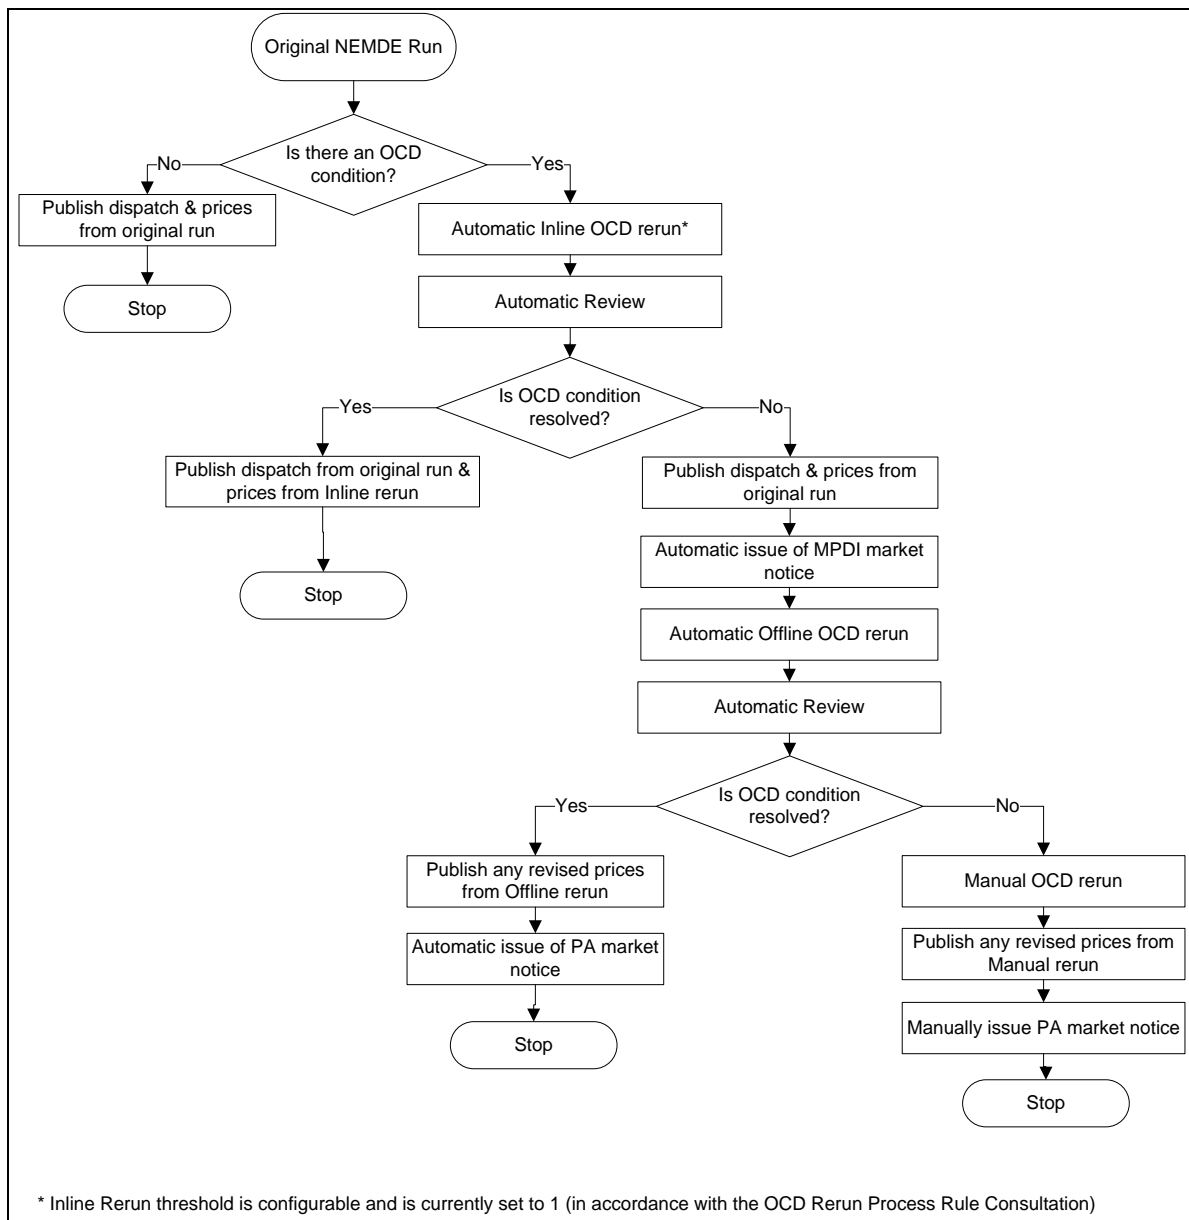 Original NEMDE Run
Is there an OCD
condition?
No
Yes
Publish dispatch & prices
from original run
Automatic Inline OCD rerun*
Stop
Automatic Review
Is OCD condition
resolved?
Yes
No
Publish dispatch from original run &
prices from Inline rerun
Publish dispatch & prices from
original run
Automatic issue of MPDI market
notice
Stop
Automatic Offline OCD rerun
Automatic Review
Is OCD condition
resolved?
Yes
No
Publish any revised prices
from Offline rerun
Manual OCD rerun
Automatic issue of PA market
notice
Publish any revised prices from
Manual rerun
Manually issue PA market notice
Stop
Stop
* Inline Rerun threshold is configurable and is currently set to 1 (in accordance with the OCD Rerun Process Rule Consultation)